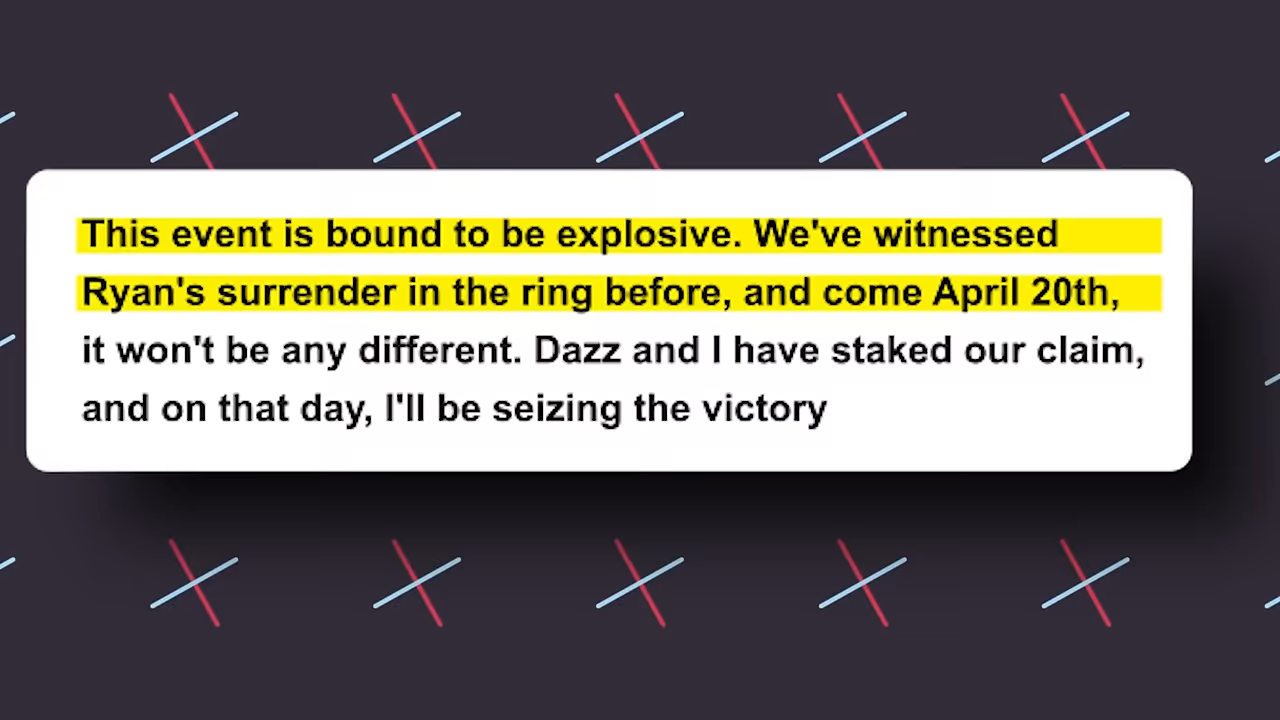 This event is bound to be explosive. We've witnessed
Ryan's surrender in the ring before, and come April 20th,
it won't be any different. Dazz and I have staked our claim,
and on that day, I'll be seizing the victory